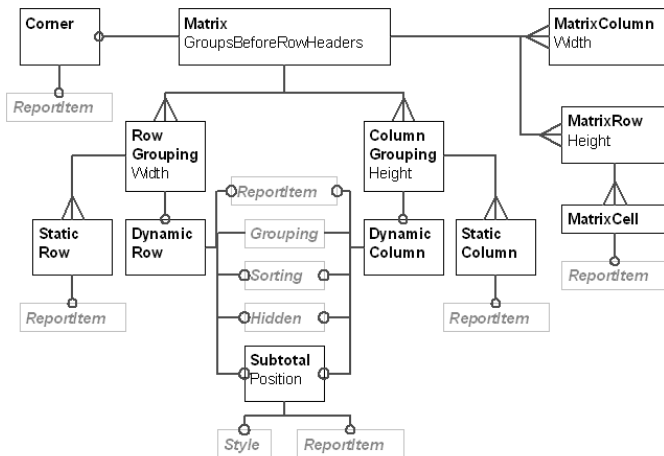 Corner
Matrix
GroupsBeforeRowHeaders
MatrixColumn
Width
ReportItem
MatrixRow
Height
Row
Grouping
Width
Column
Grouping
Height
ReportItem
MatrixCell
Static
Row
Dynamic
Row
Grouping
Dynamic
Column
Static
Column
ReportItem
Sorting
ReportItem
Hidden
ReportItem
Subtotal
Position
Style
ReportItem